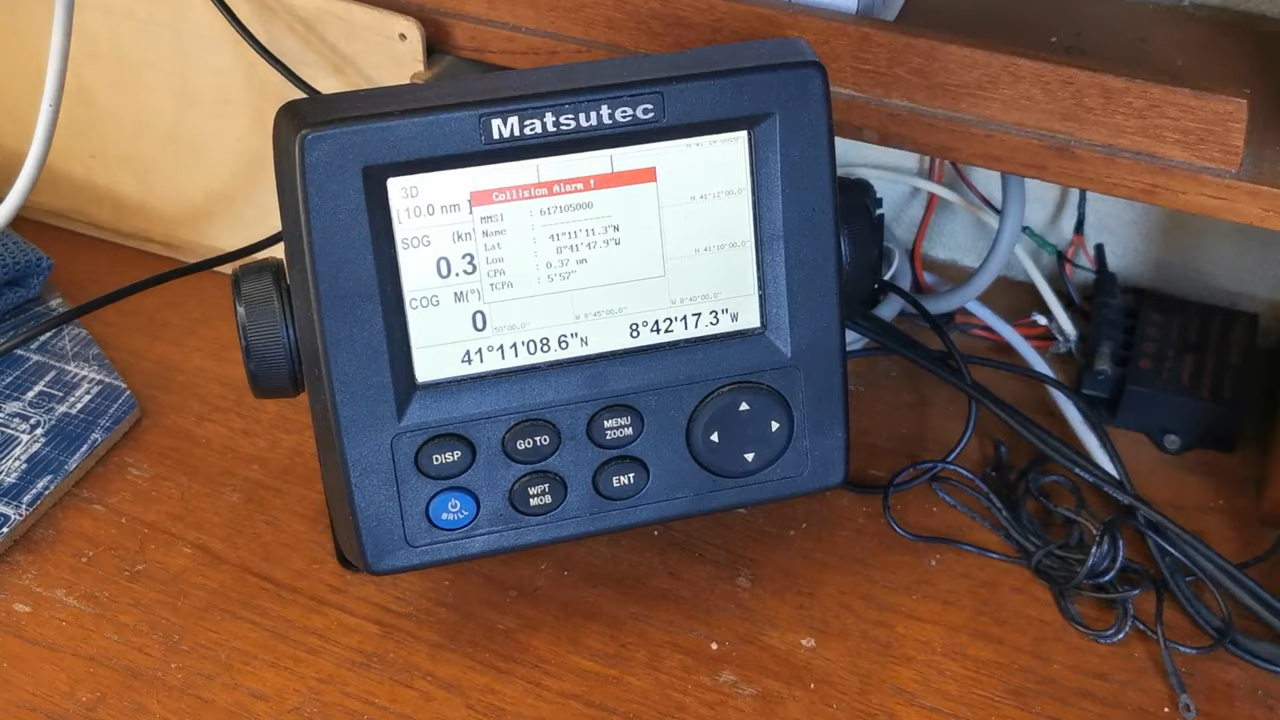 Matsutec
3D
[10.0 nm ]
SOG (kn
0.3
COG M(°)
0
Collision Alarm !
MMSI : 617105000
Name : ----------
Lat : 41°11'11.3"N
Lon : 8°41'47.9"W
CPA : 0.37 nm
TCPA : 5'57"
N 41°12'00.0"
N 41°10'00.0"
50'00.0"
W 8°45'00.0"
W 8°40'00.0"
41°11'08.6"N
8°42'17.3"W
DISP
GO TO
MENU
ZOOM
BRILL
WPT
MOB
ENT